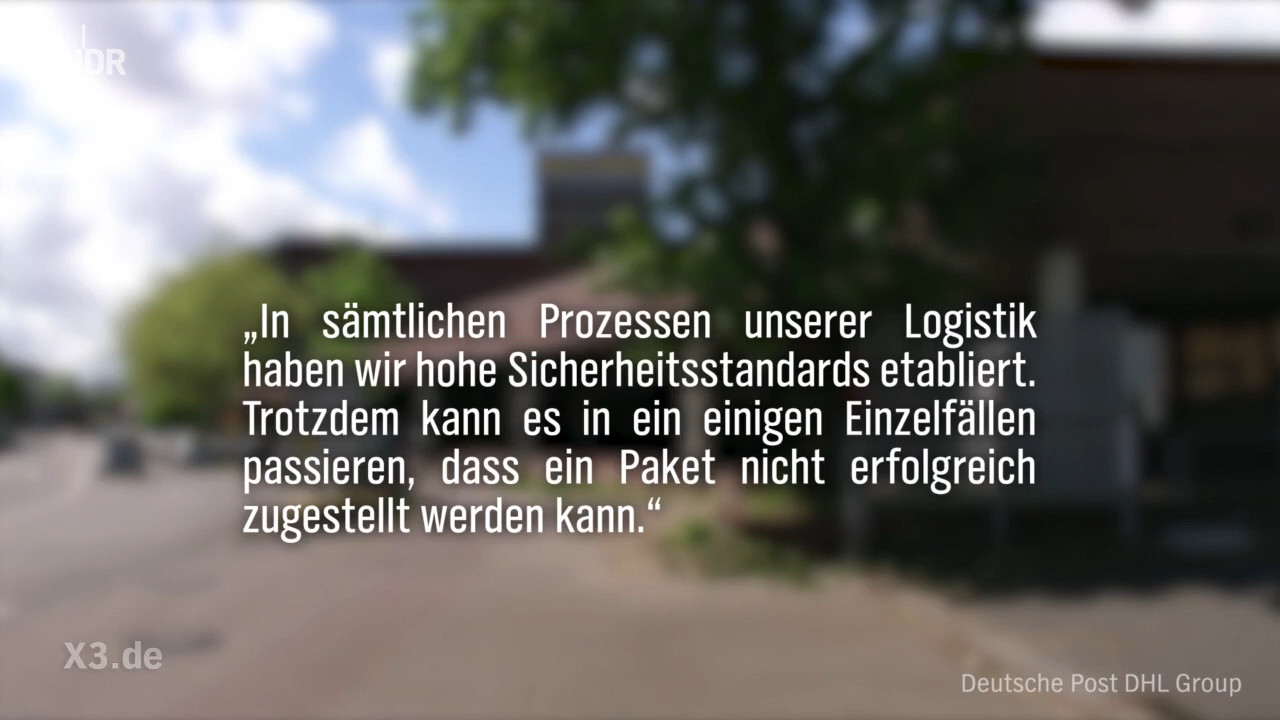 NDR
„In sämtlichen Prozessen unserer Logistik
haben wir hohe Sicherheitsstandards etabliert.
Trotzdem kann es in ein einigen Einzelfällen
passieren, dass ein Paket nicht erfolgreich
zugestellt werden kann.“
X3.de
Deutsche Post DHL Group